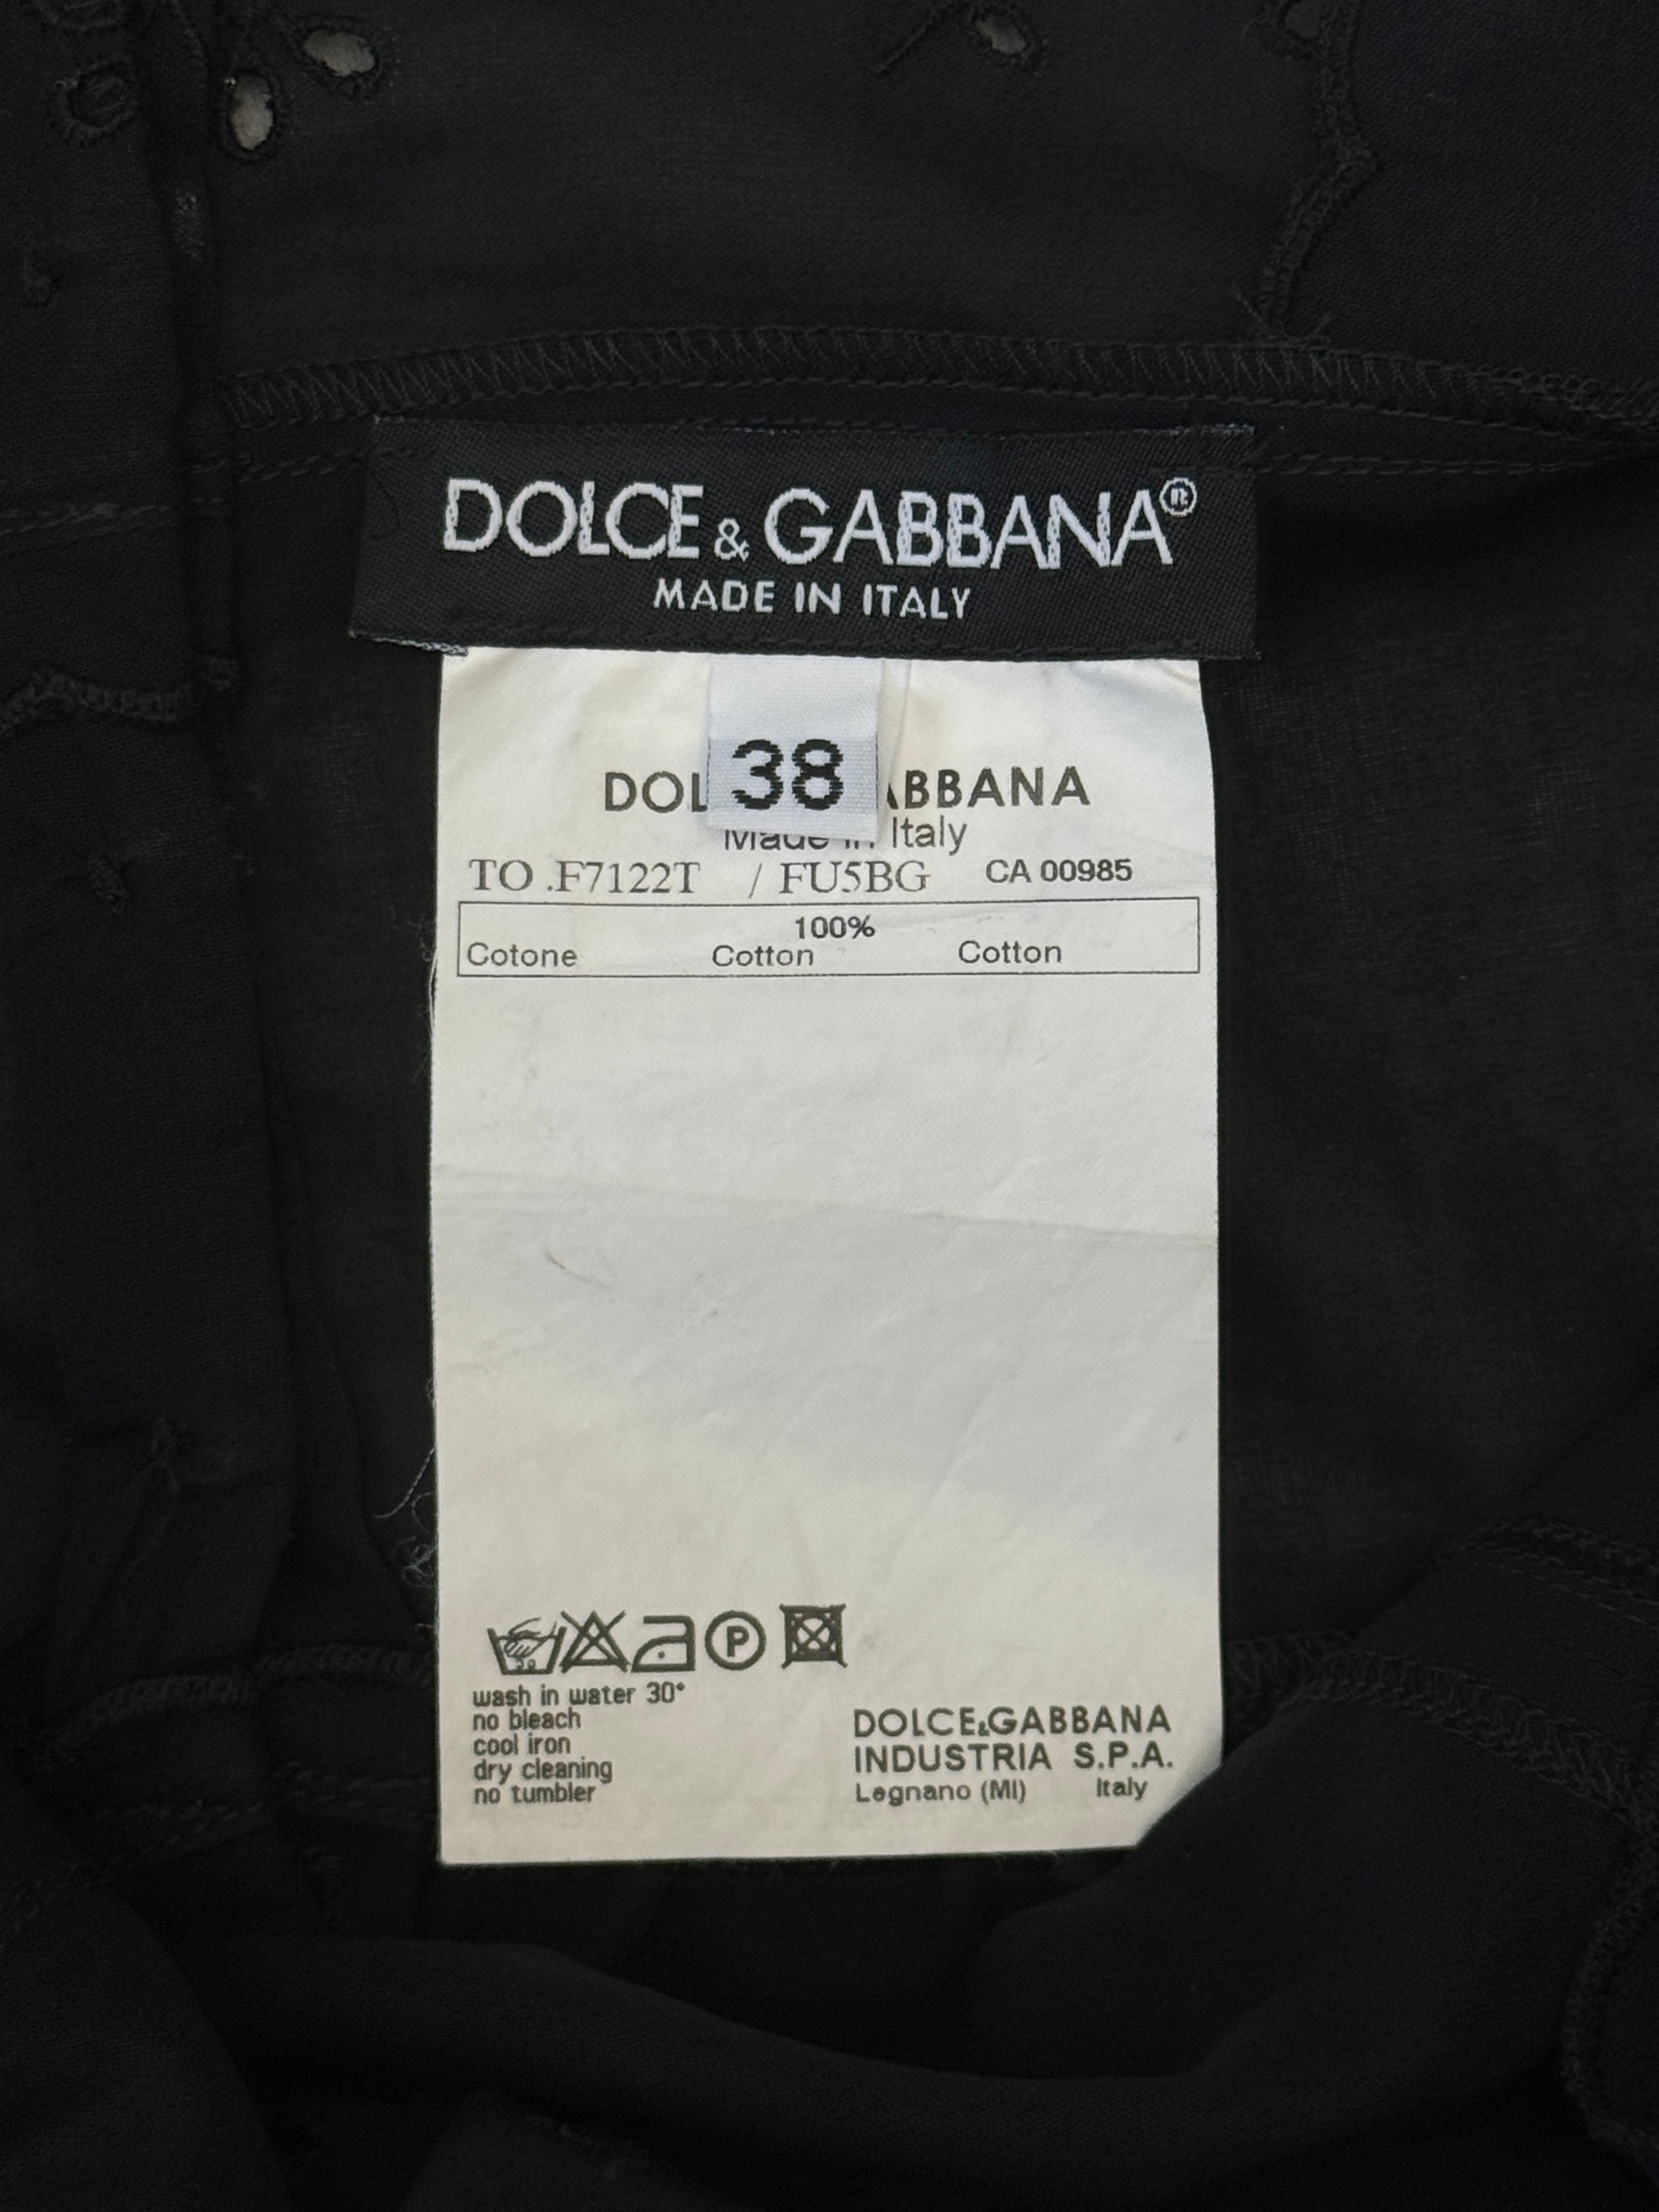 DOLCE & GABBANA®
MADE IN ITALY
38
DOL ABBANA
Made in Italy
TO .F7122T / FU5BG CA 00985
100%
Cotone Cotton Cotton
P
wash in water 30°
no bleach
cool iron
dry cleaning
no tumbler
DOLCE&GABBANA
INDUSTRIA S.P.A.
Legnano (MI) Italy